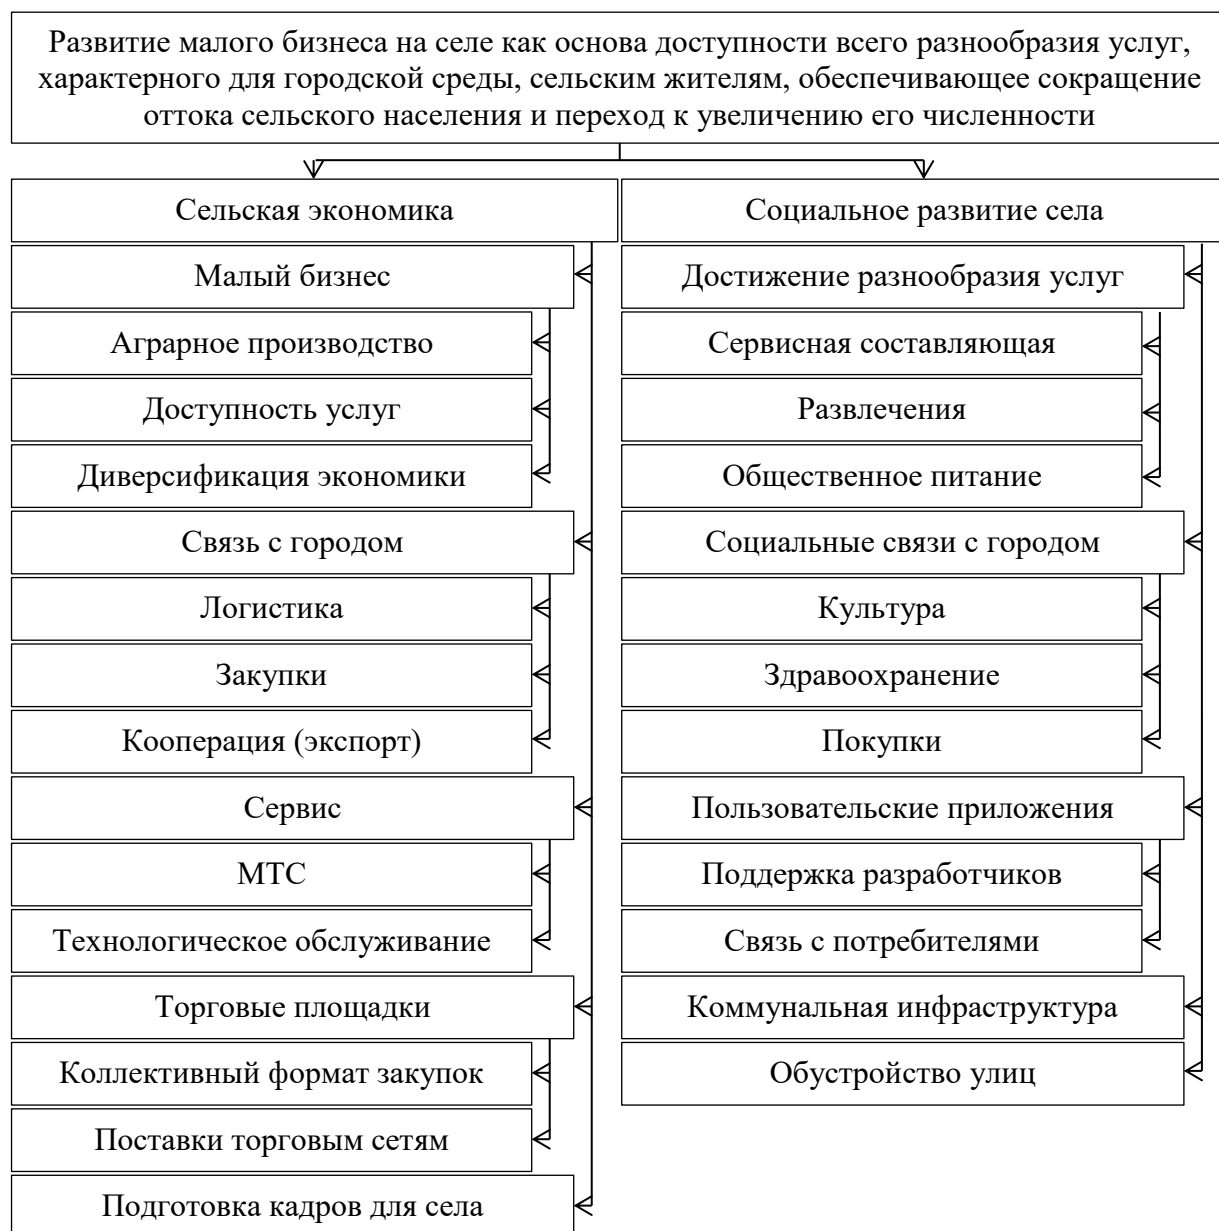 Развитие малого бизнеса на селе как основа доступности всего разнообразия услуг,
характерного для городской среды, сельским жителям, обеспечивающее сокращение
оттока сельского населения и переход к увеличению его численности
Сельская экономика
Малый бизнес
Аграрное производство
Доступность услуг
Диверсификация экономики
Связь с городом
Логистика
Закупки
Кооперация (экспорт)
Сервис
МТС
Технологическое обслуживание
Торговые площадки
Коллективный формат закупок
Поставки торговым сетям
Подготовка кадров для села
Социальное развитие села
Достижение разнообразия услуг
Сервисная составляющая
Развлечения
Общественное питание
Социальные связи с городом
Культура
Здравоохранение
Покупки
Пользовательские приложения
Поддержка разработчиков
Связь с потребителями
Коммунальная инфраструктура
Обустройство улиц